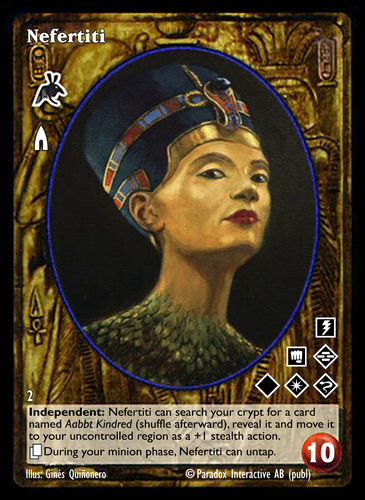 Nefertiti
2
Independent: Nefertiti can search your crypt for a card
named Aabbt Kindred (shuffle afterward), reveal it and move it
to your uncontrolled region as a +1 stealth action.
During your minion phase, Nefertiti can untap.
10
Illus: Ginés Quiñonero
© Paradox Interactive AB (publ)